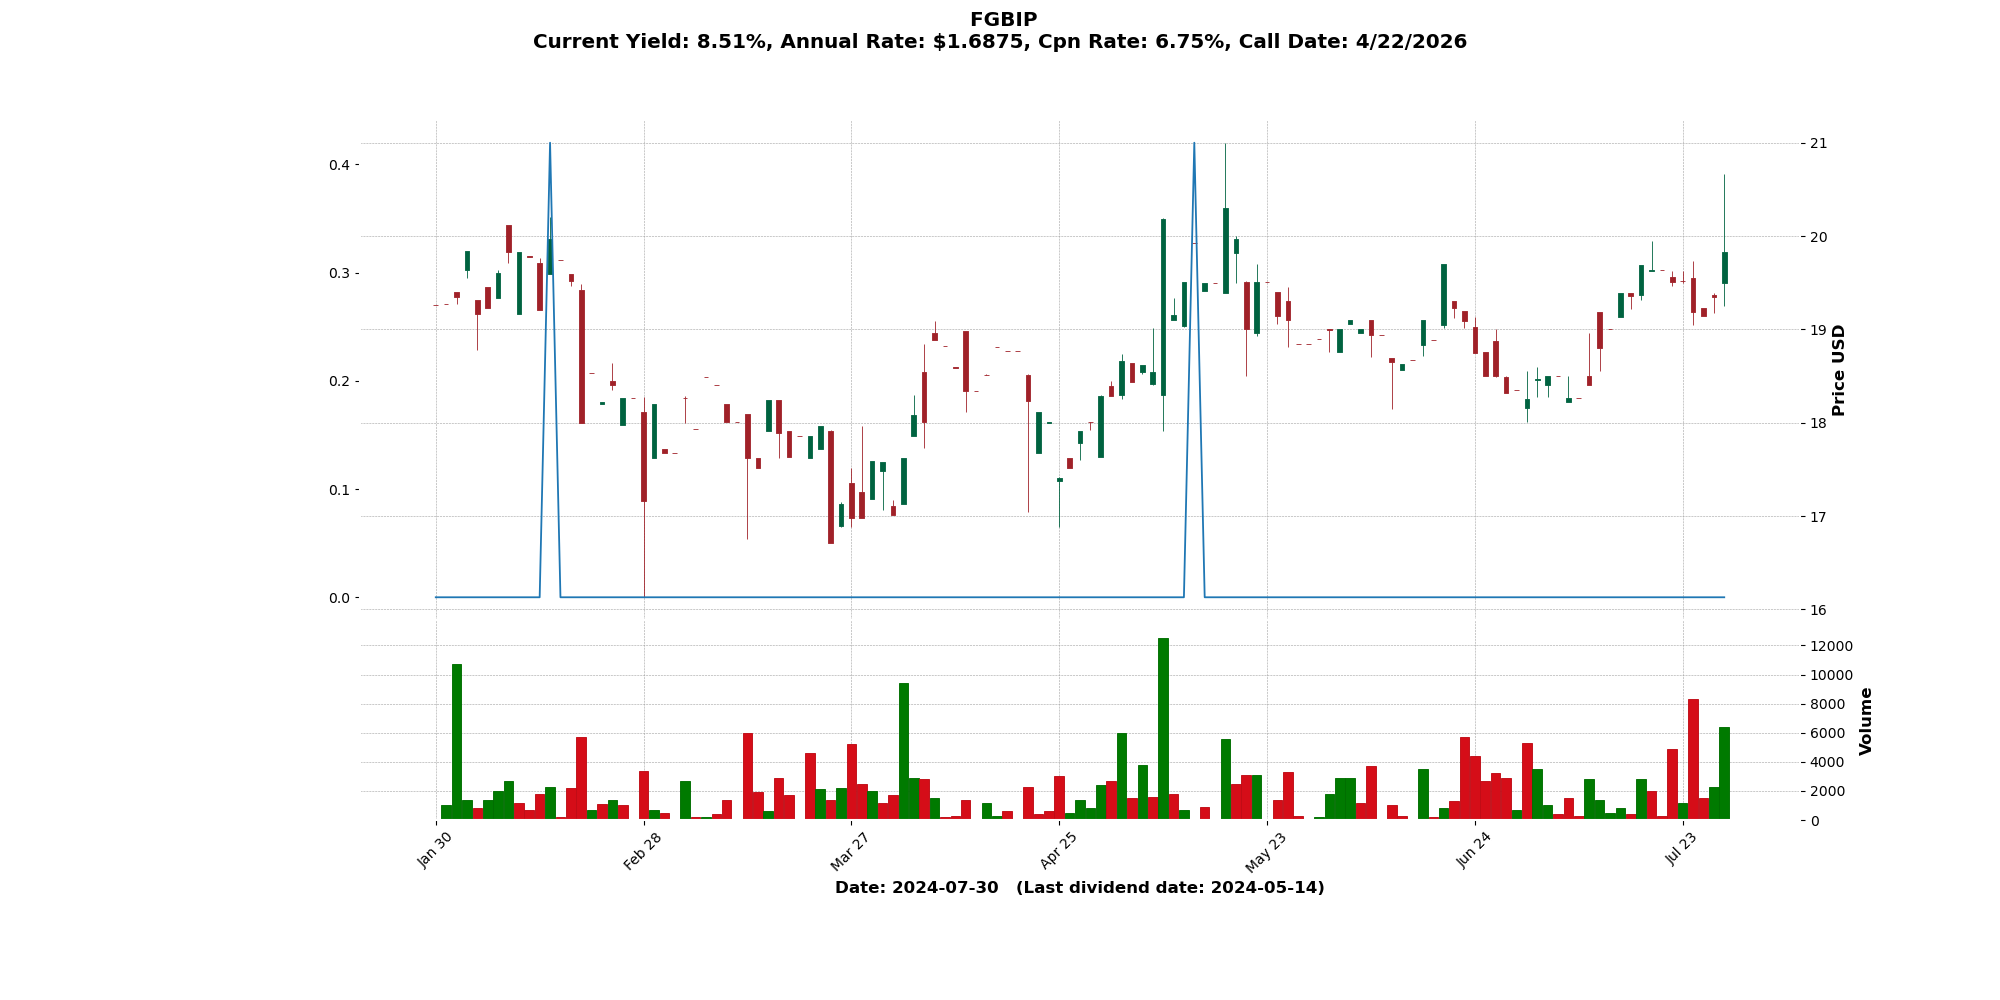 FGBIP
Current Yield: 8.51%, Annual Rate: $1.6875, Cpn Rate: 6.75%, Call Date: 4/22/2026
0.4
0.3
0.2
0.1
0.0
21
20
19
18
17
16
Price USD
12000
10000
8000
6000
4000
2000
0
Volume
Jan 30
Feb 28
Mar 27
Apr 25
May 23
Jun 24
Jul 23
Date: 2024-07-30   (Last dividend date: 2024-05-14)